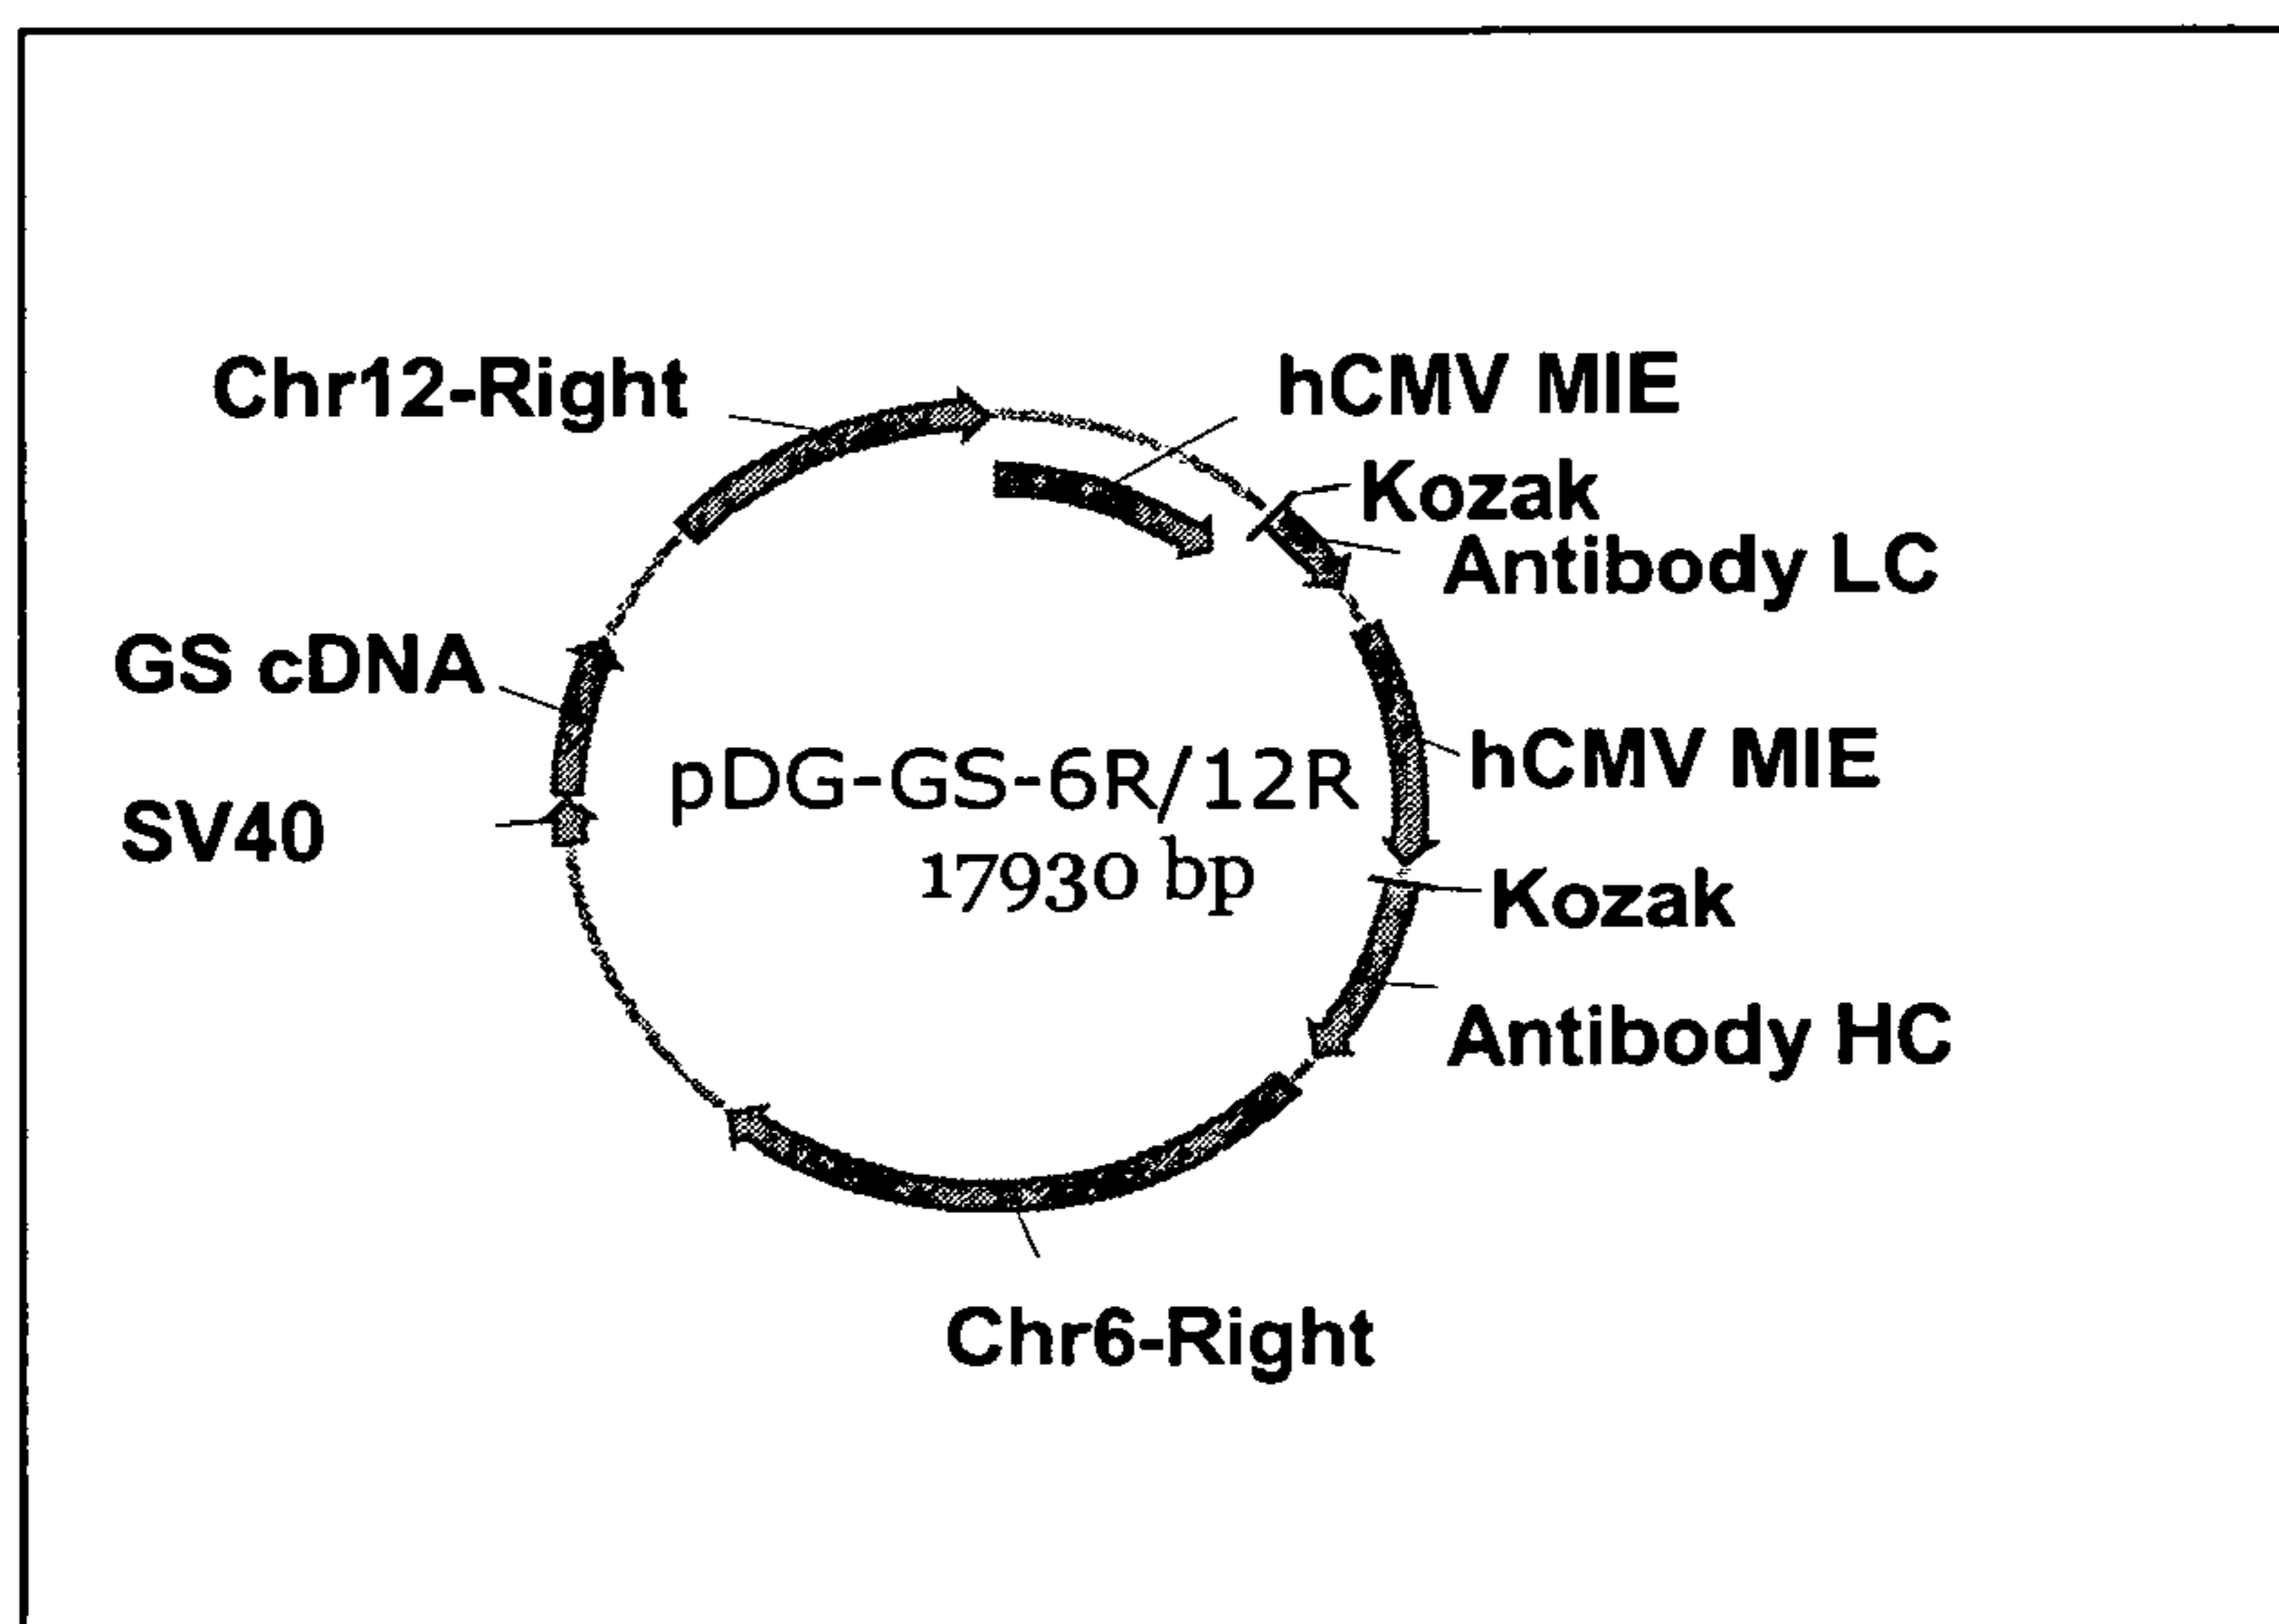 Chr12-Right
hCMV MIE
Kozak
Antibody LC
GS cDNA
hCMV MIE
pDG-GS-6R/12R
SV40
17930 bp
Kozak
Antibody HC
Chr6-Right